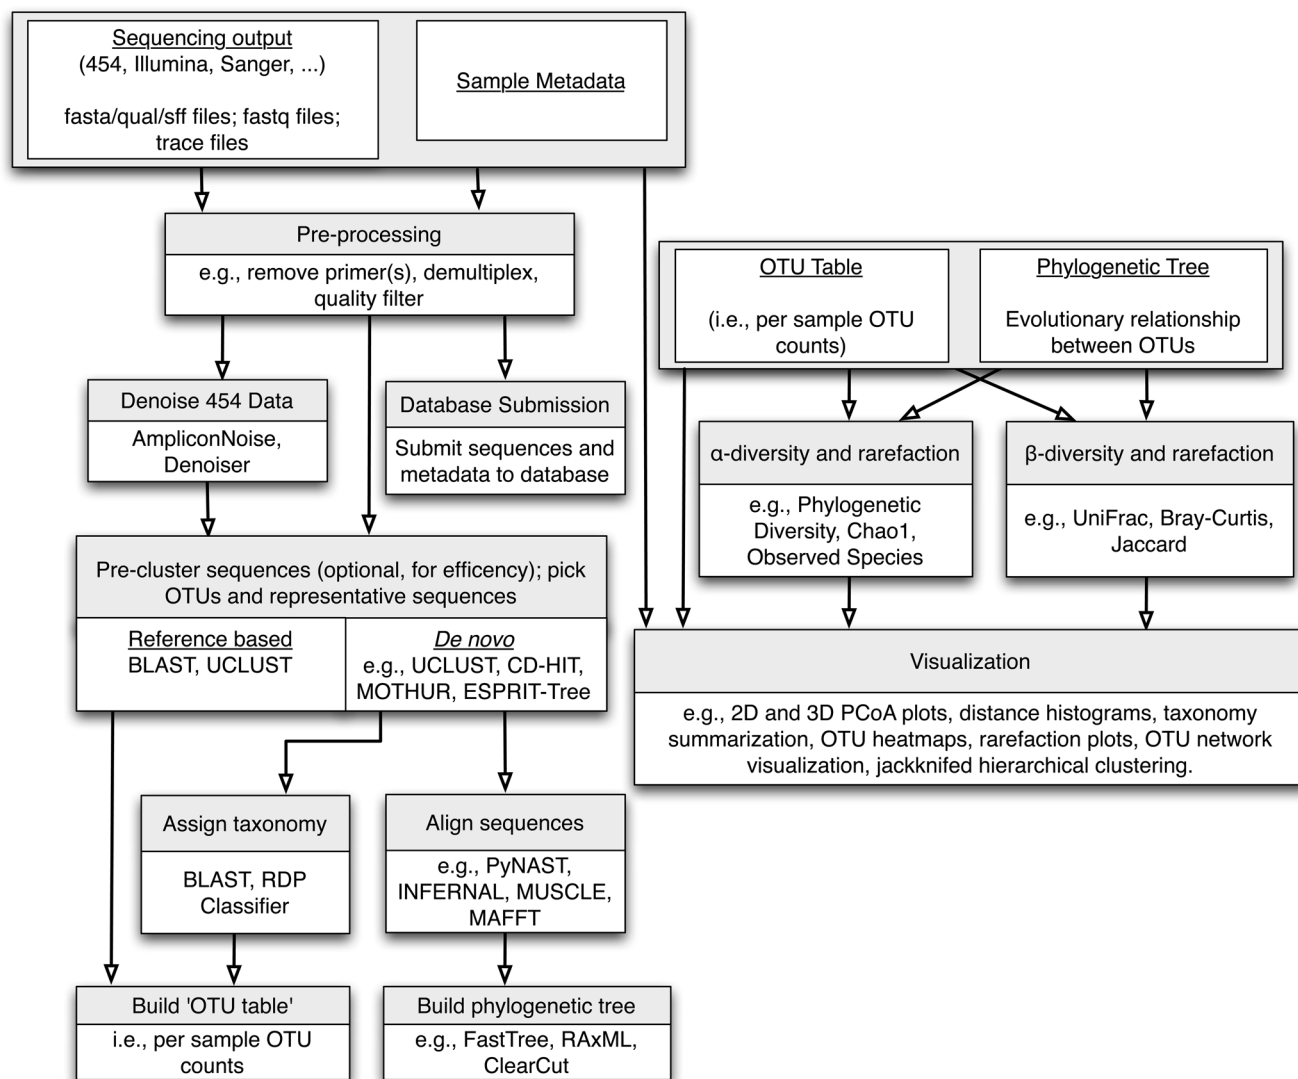 Sequencing output
(454, Illumina, Sanger, ...)
fasta/qual/sff files; fastq files;
trace files
Sample Metadata
Pre-processing
e.g., remove primer(s), demultiplex,
quality filter
Denoise 454 Data
AmpliconNoise,
Denoiser
Database Submission
Submit sequences and
metadata to database
Pre-cluster sequences (optional, for efficency); pick
OTUs and representative sequences
Reference based
BLAST, UCLUST
De novo
e.g., UCLUST, CD-HIT,
MOTHUR, ESPRIT-Tree
Assign taxonomy
BLAST, RDP
Classifier
Align sequences
e.g., PyNAST,
INFERNAL, MUSCLE,
MAFFT
Build 'OTU table'
i.e., per sample OTU
counts
Build phylogenetic tree
e.g., FastTree, RAxML,
ClearCut
OTU Table
(i.e., per sample OTU
counts)
Phylogenetic Tree
Evolutionary relationship
between OTUs
α-diversity and rarefaction
e.g., Phylogenetic
Diversity, Chao1,
Observed Species
β-diversity and rarefaction
e.g., UniFrac, Bray-Curtis,
Jaccard
Visualization
e.g., 2D and 3D PCoA plots, distance histograms, taxonomy
summarization, OTU heatmaps, rarefaction plots, OTU network
visualization, jackknifed hierarchical clustering.